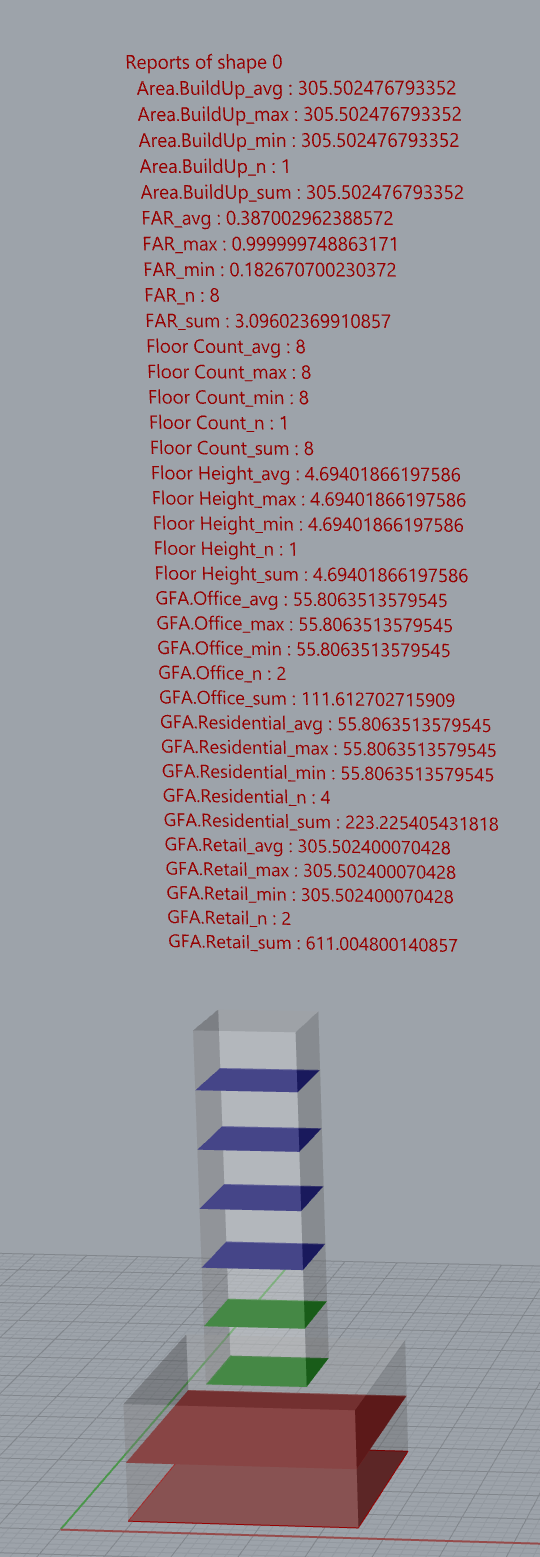 Reports of shape 0
Area.BuildUp_avg : 305.502476793352
Area.BuildUp_max : 305.502476793352
Area.BuildUp_min : 305.502476793352
Area.BuildUp_n : 1
Area.BuildUp_sum : 305.502476793352
FAR_avg : 0.387002962388572
FAR_max : 0.999999748863171
FAR_min : 0.182670700230372
FAR_n : 8
FAR_sum : 3.09602369910857
Floor Count_avg : 8
Floor Count_max : 8
Floor Count_min : 8
Floor Count_n : 1
Floor Count_sum : 8
Floor Height_avg : 4.69401866197586
Floor Height_max : 4.69401866197586
Floor Height_min : 4.69401866197586
Floor Height_n : 1
Floor Height_sum : 4.69401866197586
GFA.Office_avg : 55.8063513579545
GFA.Office_max : 55.8063513579545
GFA.Office_min : 55.8063513579545
GFA.Office_n : 2
GFA.Office_sum : 111.612702715909
GFA.Residential_avg : 55.8063513579545
GFA.Residential_max : 55.8063513579545
GFA.Residential_min : 55.8063513579545
GFA.Residential_n : 4
GFA.Residential_sum : 223.225405431818
GFA.Retail_avg : 305.502400070428
GFA.Retail_max : 305.502400070428
GFA.Retail_min : 305.502400070428
GFA.Retail_n : 2
GFA.Retail_sum : 611.004800140857